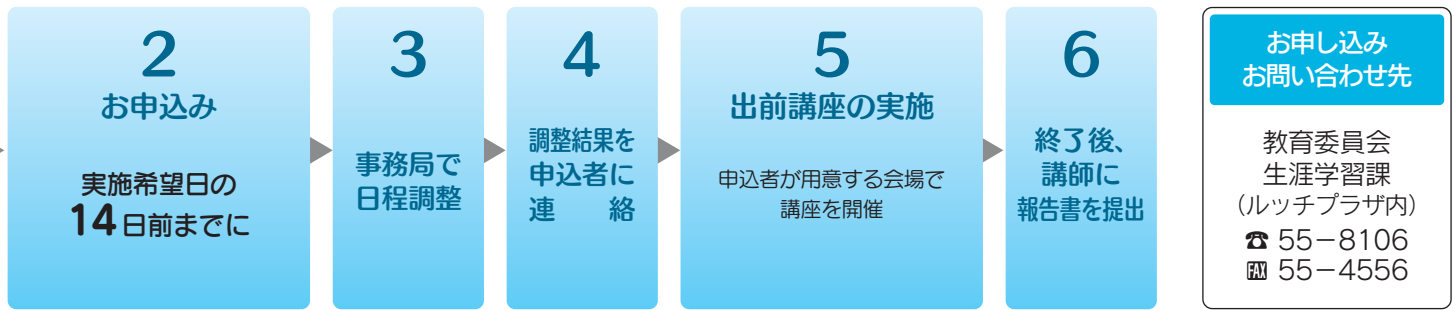 2
お申込み
実施希望日の
14日前までに
3
事務局で
日程調整
4
調整結果を
申込者に
連　　絡
5
出前講座の実施
申込者が用意する会場で
講座を開催
6
終了後、
講師に
報告書を提出
お申し込み
お問い合わせ先
教育委員会
生涯学習課
（ルッチプラザ内）
☎ 55−8106
FAX 55−4556